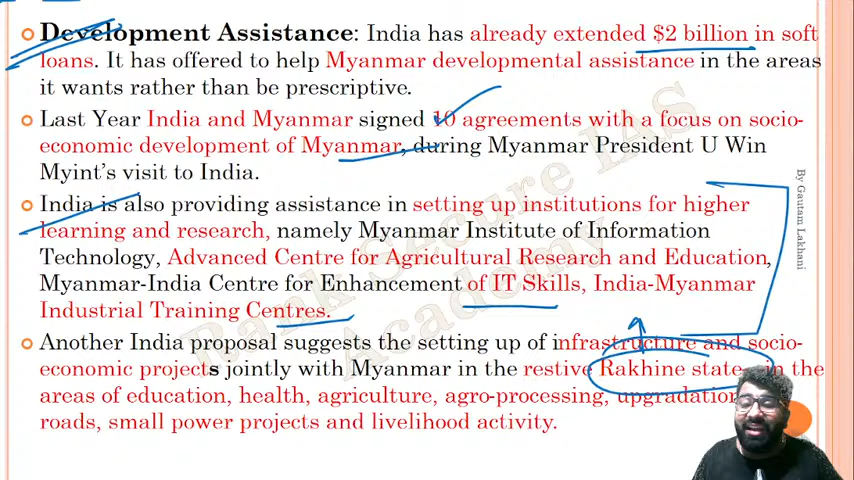 Development Assistance: India has already extended $2 billion in soft
loans. It has offered to help Myanmar developmental assistance in the areas
it wants rather than be prescriptive.
Last Year India and Myanmar signed 10 agreements with a focus on socio-
economic development of Myanmar, during Myanmar President U Win
Myint's visit to India.
India is also providing assistance in setting up institutions for higher
learning and research, namely Myanmar Institute of Information
Technology, Advanced Centre for Agricultural Research and Education,
Myanmar-India Centre for Enhancement of IT Skills, India-Myanmar
Industrial Training Centres.
Another India proposal suggests the setting up of infrastructure and socio-
economic projects jointly with Myanmar in the restive Rakhine state in the
areas of education, health, agriculture, agro-processing, upgradation
roads, small power projects and livelihood activity.
By Gautam Lakhani
Rank Secure IAS
Academy